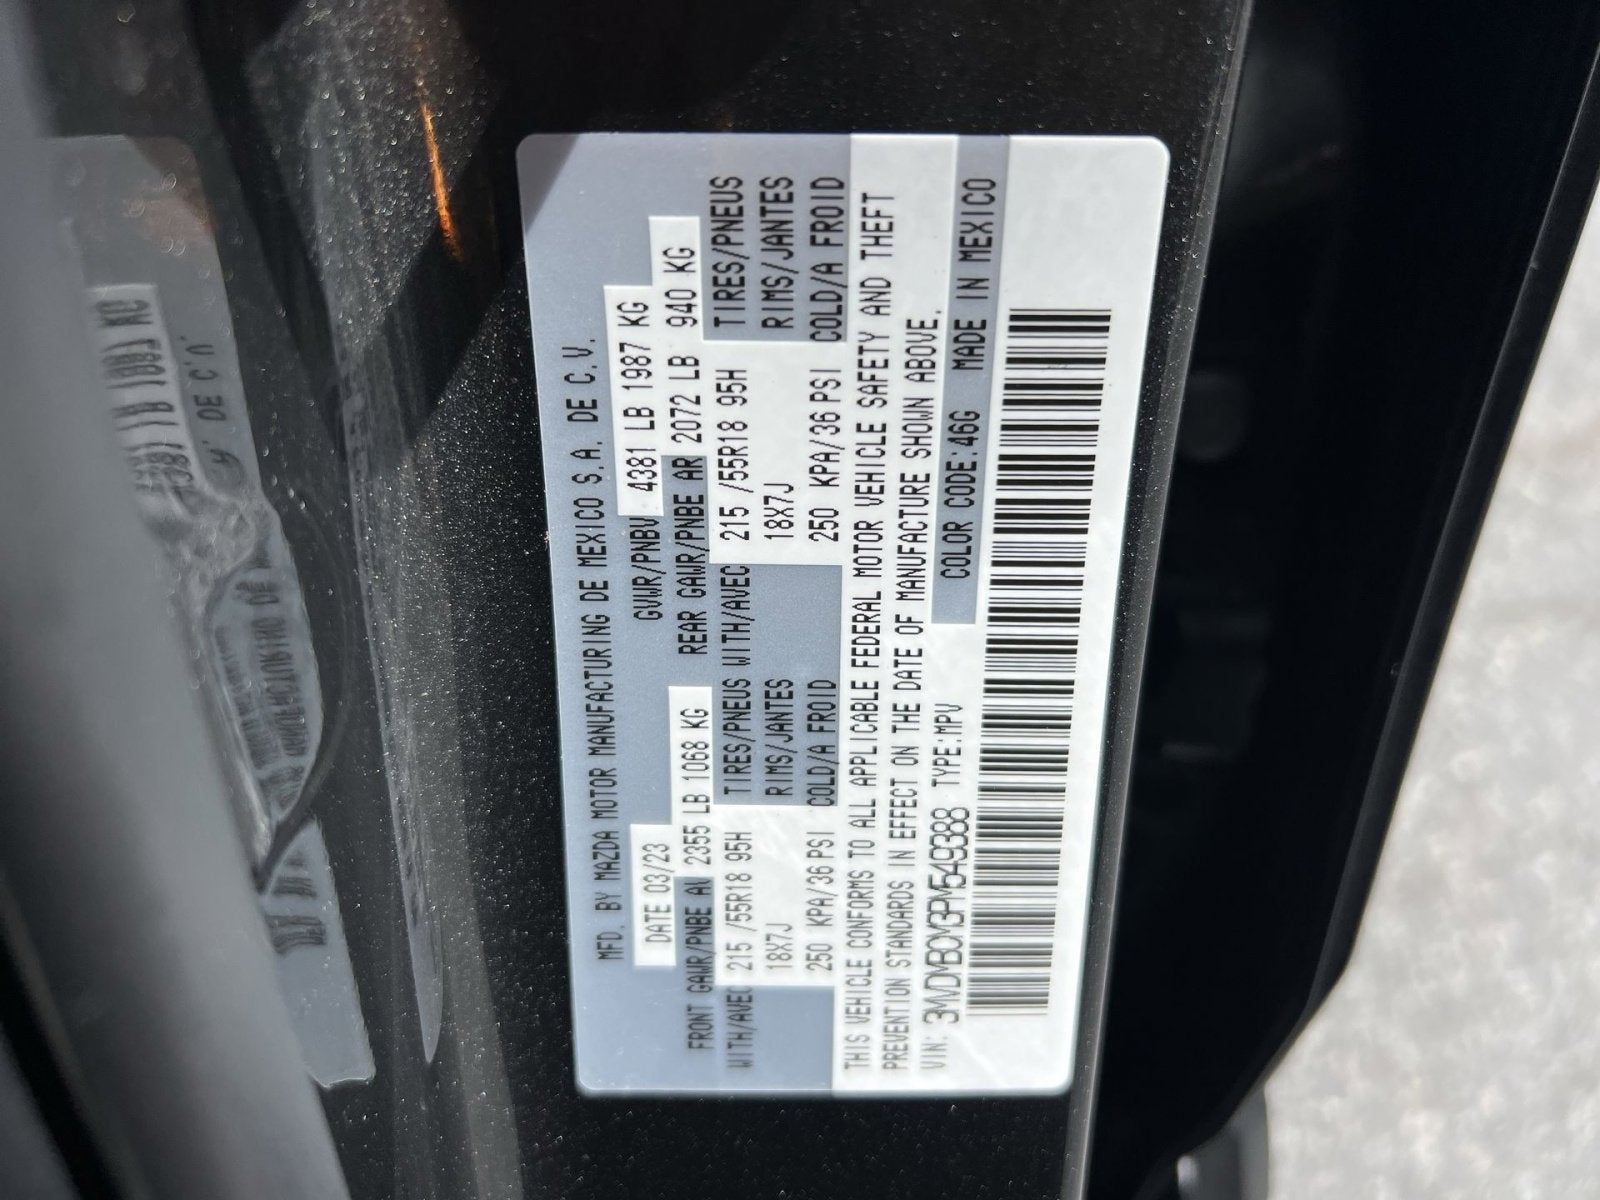 MFD. BY MAZDA MOTOR MANUFACTURING DE MEXICO S.A. DE C.V.
DATE 03/23 GVWR/PNBV 4381 LB 1987 KG
FRONT GAWR/PNBE AV 2355 LB 1068 KG REAR GAWR/PNBE AR 2072 LB 940 KG
WITH/AVEC 215 /55R18 95H TIRES/PNEUS WITH/AVEC 215 /55R18 95H TIRES/PNEUS
18X7J RIMS/JANTES 18X7J RIMS/JANTES
250 KPA/36 PSI COLD/A FROID 250 KPA/36 PSI COLD/A FROID
THIS VEHICLE CONFORMS TO ALL APPLICABLE FEDERAL MOTOR VEHICLE SAFETY AND THEFT
PREVENTION STANDARDS IN EFFECT ON THE DATE OF MANUFACTURE SHOWN ABOVE.
VIN: 3MVDMBCM3PM549388 TYPE:MPV COLOR CODE:46G MADE IN MEXICO